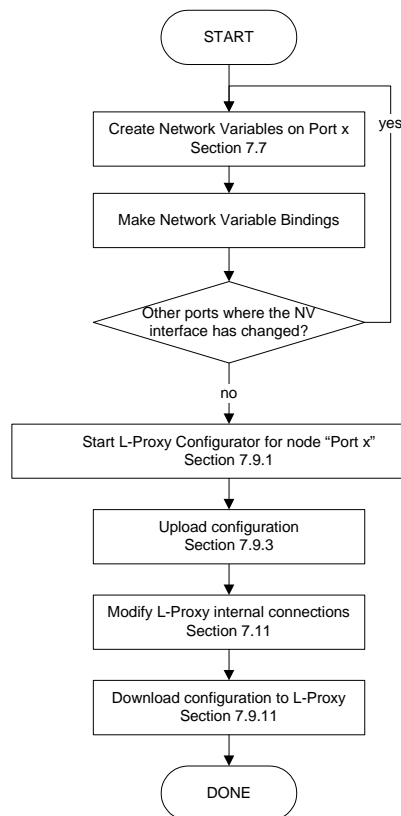 START
Create Network Variables on Port x
Section 7.7
yes
Make Network Variable Bindings
Other ports where the NV
interface has changed?
no
Start L-Proxy Configurator for node “Port x”
Section 7.9.1
Upload configuration
Section 7.9.3
Modify L-Proxy internal connections
Section 7.11
Download configuration to L-Proxy
Section 7.9.11
DONE